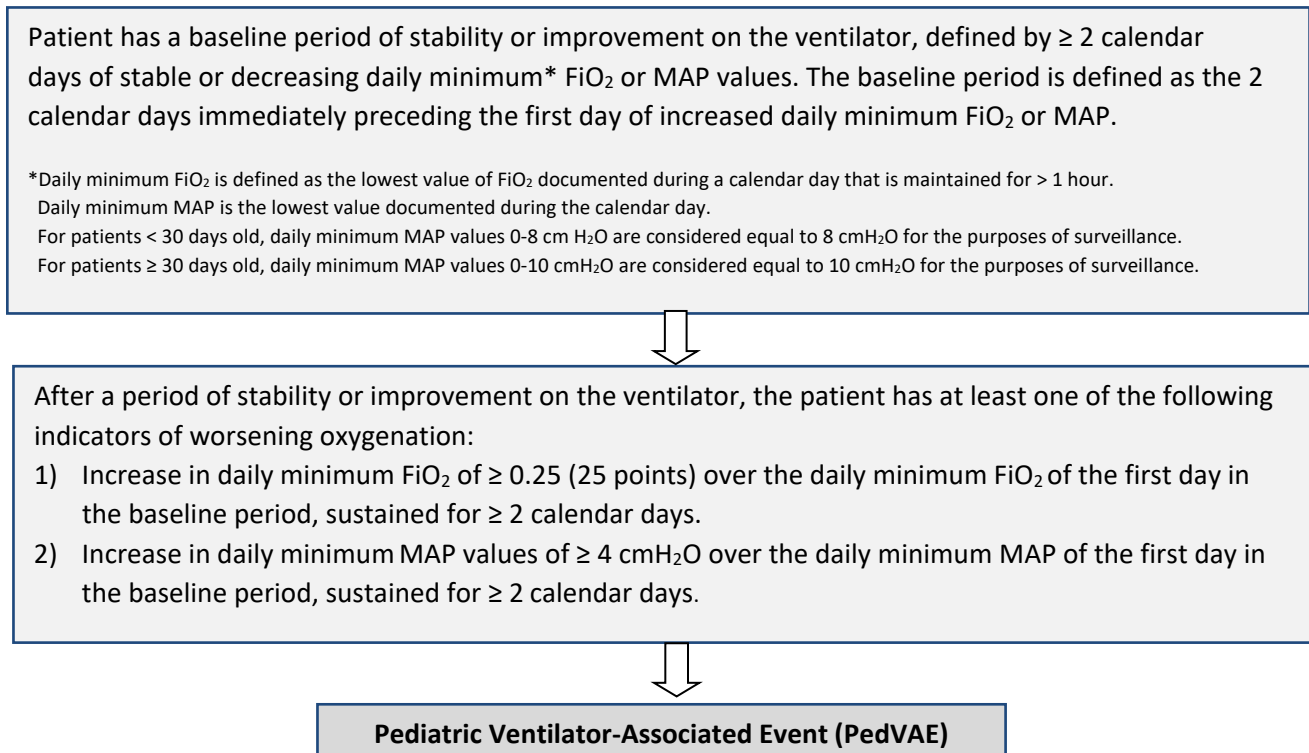 Patient has a baseline period of stability or improvement on the ventilator, defined by ≥ 2 calendar
days of stable or decreasing daily minimum* FiO₂ or MAP values. The baseline period is defined as the 2
calendar days immediately preceding the first day of increased daily minimum FiO₂ or MAP.
*Daily minimum FiO₂ is defined as the lowest value of FiO₂ documented during a calendar day that is maintained for > 1 hour.
Daily minimum MAP is the lowest value documented during the calendar day.
For patients < 30 days old, daily minimum MAP values 0-8 cm H₂O are considered equal to 8 cmH₂O for the purposes of surveillance.
For patients ≥ 30 days old, daily minimum MAP values 0-10 cmH₂O are considered equal to 10 cmH₂O for the purposes of surveillance.
After a period of stability or improvement on the ventilator, the patient has at least one of the following
indicators of worsening oxygenation:
1) Increase in daily minimum FiO₂ of ≥ 0.25 (25 points) over the daily minimum FiO₂ of the first day in
the baseline period, sustained for ≥ 2 calendar days.
2) Increase in daily minimum MAP values of ≥ 4 cmH₂O over the daily minimum MAP of the first day in
the baseline period, sustained for ≥ 2 calendar days.
Pediatric Ventilator-Associated Event (PedVAE)